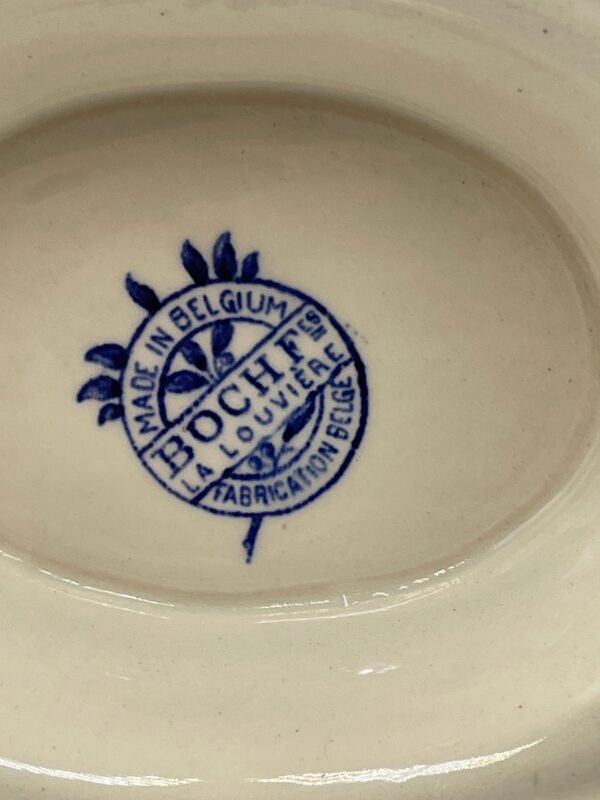 MADE IN BELGIUM
BOCH FES
LA LOUVIÈRE
FABRICATION BELGE